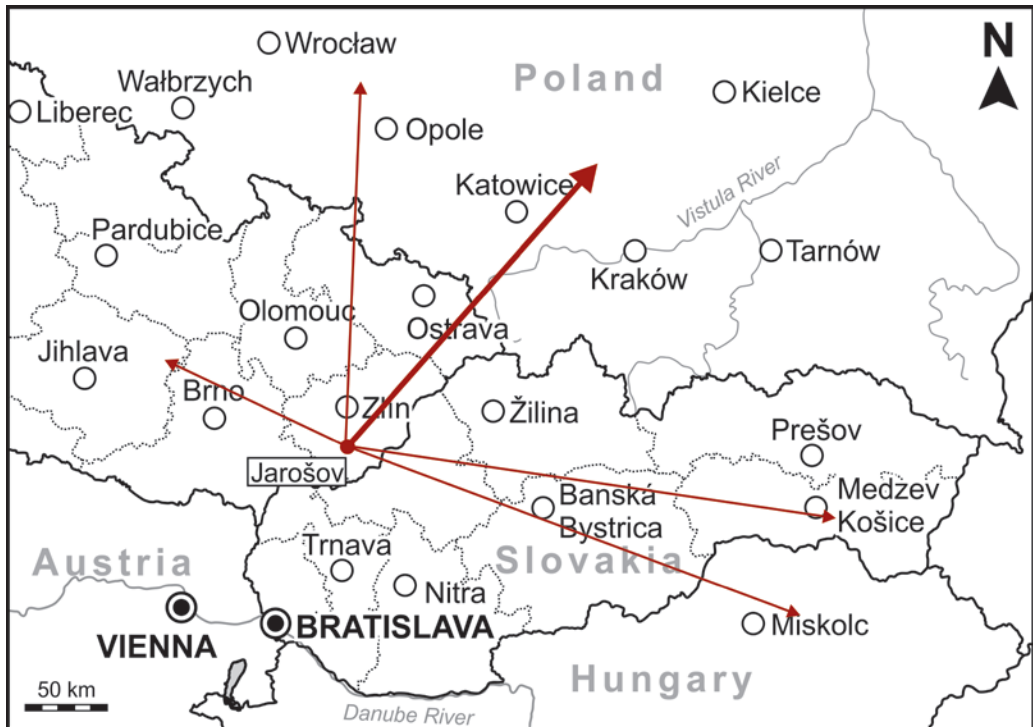 Wrocław
N
Poland
Wałbrzych
Kielce
Liberec
Opole
Katowice
Vistula River
Pardubice
Kraków
Tarnów
Olomouc
Ostrava
Jihlava
Brno
Zlín
Žilina
Prešov
Jarošov
Banská
Bystrica
Medzev
Košice
Trnava
Slovakia
Austria
Nitra
VIENNA
BRATISLAVA
Miskolc
Hungary
50 km
Danube River